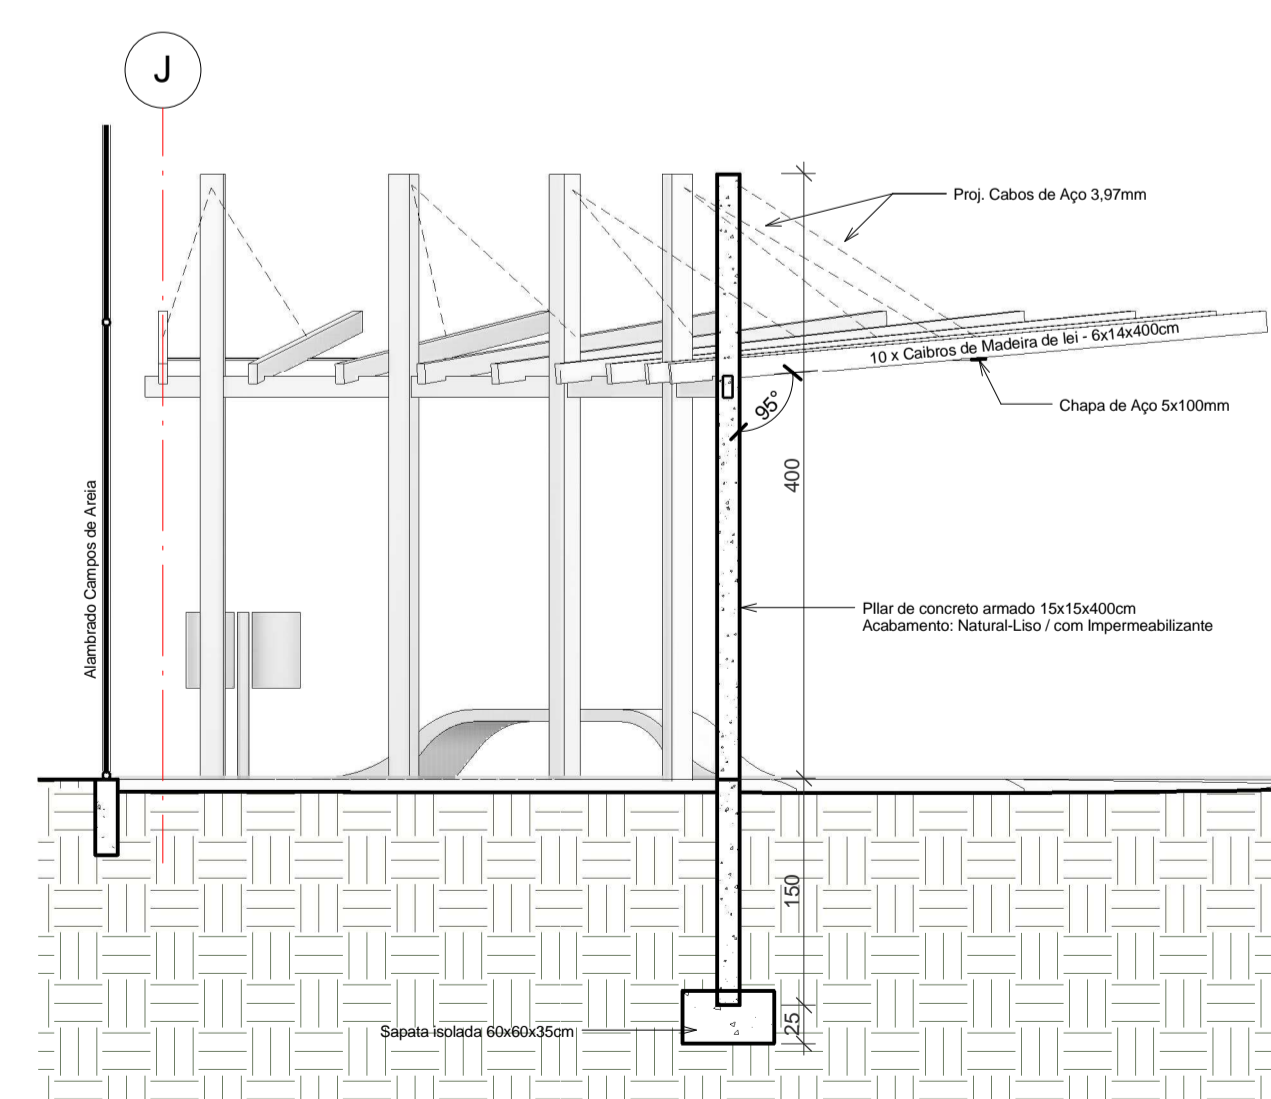 J
Proj. Cabos de Aço 3,97mm
10 x Caibros de Madeira de lei - 6x14x400cm
Chapa de Aço 5x100mm
95°
400
Alambrado Campos de Areia
PIlar de concreto armado 15x15x400cm
Acabamento: Natural-Liso / com Impermeabilizante
150
25
Sapata isolada 60x60x35cm